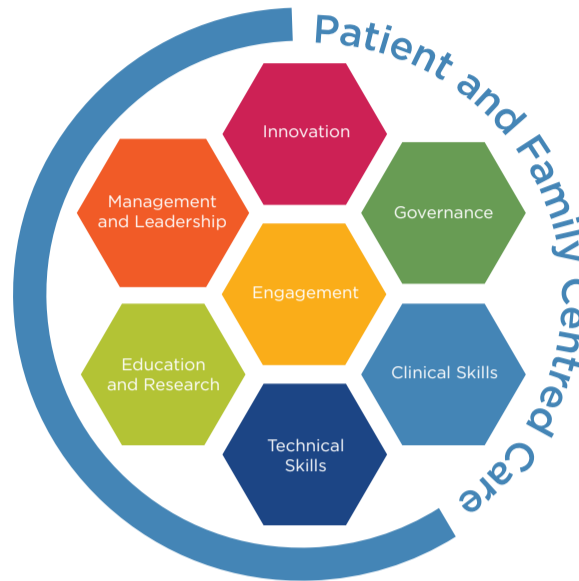 Patient and Family Centred Care
Innovation
Management
and Leadership
Governance
Engagement
Education
and Research
Clinical Skills
Technical
Skills